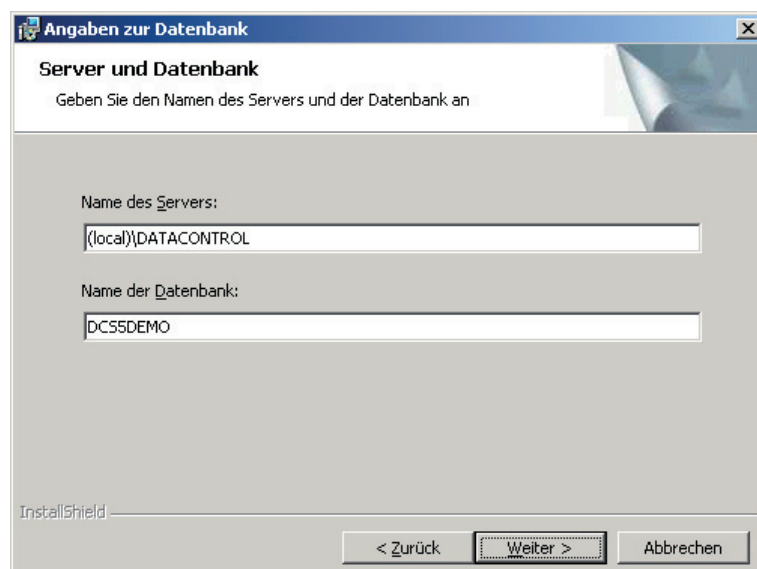 Angaben zur Datenbank
Server und Datenbank
Geben Sie den Namen des Servers und der Datenbank an
Name des Servers:
(local)\DATACONTROL
Name der Datenbank:
DCS5DEMO
InstallShield
< Zurück
Weiter >
Abbrechen